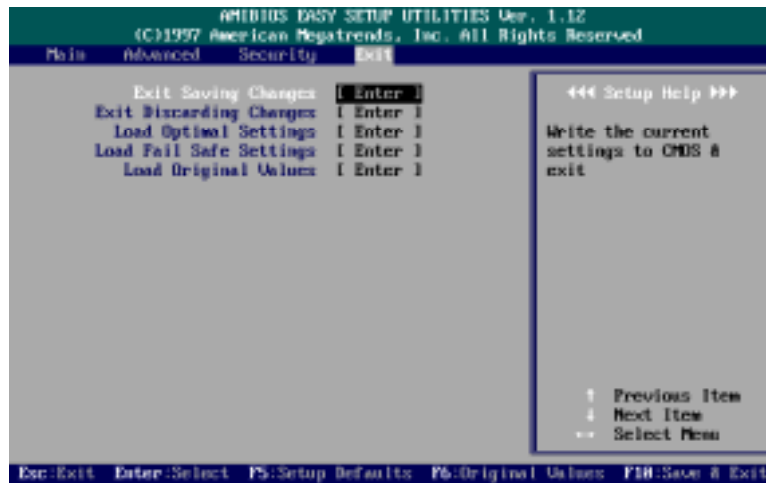 AMIBIOS EASY SETUP UTILITIES Ver. 1.12
(C)1997 American Megatrends, Inc. All Rights Reserved
Main Advanced Security Exit
Exit Saving Changes [ Enter ]
Exit Discarding Changes [ Enter ]
Load Optimal Settings [ Enter ]
Load Fail Safe Settings [ Enter ]
Load Original Values [ Enter ]
◄◄◄ Setup Help ►►►
Write the current
settings to CMOS &
exit
↑ Previous Item
↓ Next Item
←→ Select Menu
Esc:Exit Enter:Select F5:Setup Defaults F6:Original Values F10:Save & Exit